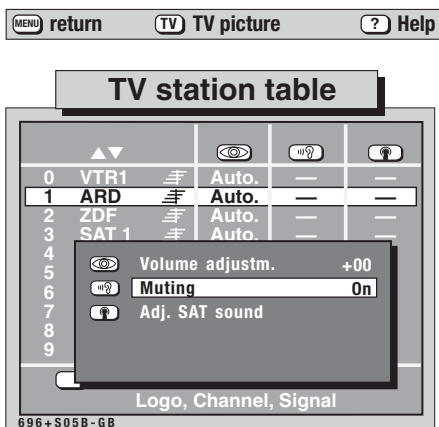 MENU return TV TV picture ? Help
TV station table
0 VTR1 Auto. — —
1 ARD Auto. — —
2 ZDF Auto. — —
3 SAT 1 Auto. — —
4
5
6
7
8
9
Volume adjustm. +00
Muting On
Adj. SAT sound
Logo, Channel, Signal
696+S05B-GB